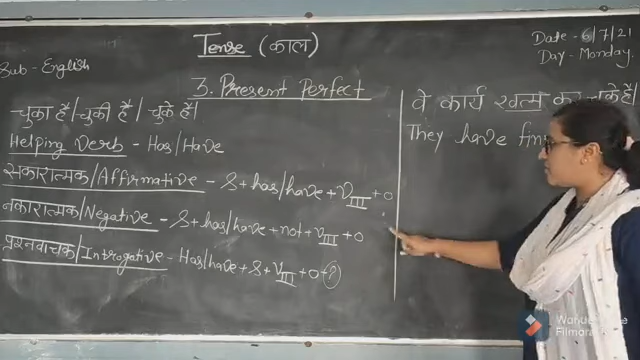 Sub - English
Tense (काल)
Date - 6/7/21
Day - Monday.
3. Present Perfect
चुका हैं/चुकी हैं/चुके हैं।
Helping Verb - Has/Have
सकारात्मक/Affirmative - S+has/have+VIII+O
नकारात्मक/Negative - S+has/have+not+VIII+O
प्रश्नवाचक/Introgative - Has/have+S+VIII+O+?
वे कार्य खत्म कर चुके हैं।
They have